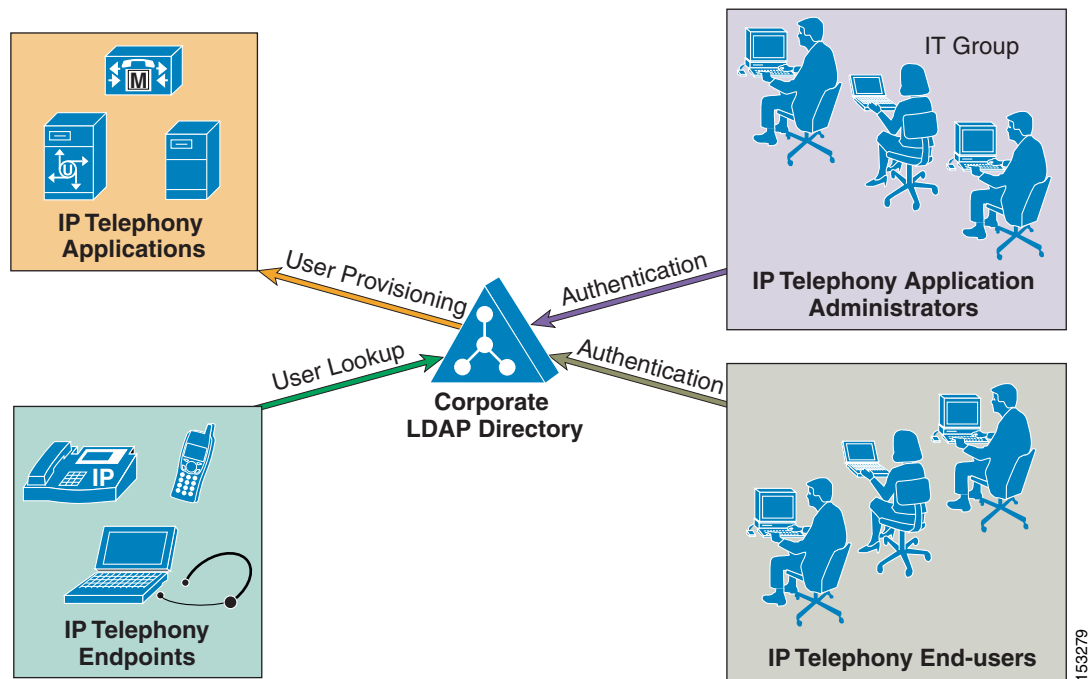 M
U
IP Telephony
Applications
IT Group
IP Telephony Application
Administrators
User Provisioning
Authentication
User Lookup
Authentication
Corporate
LDAP Directory
IP
IP Telephony
Endpoints
IP Telephony End-users
153279